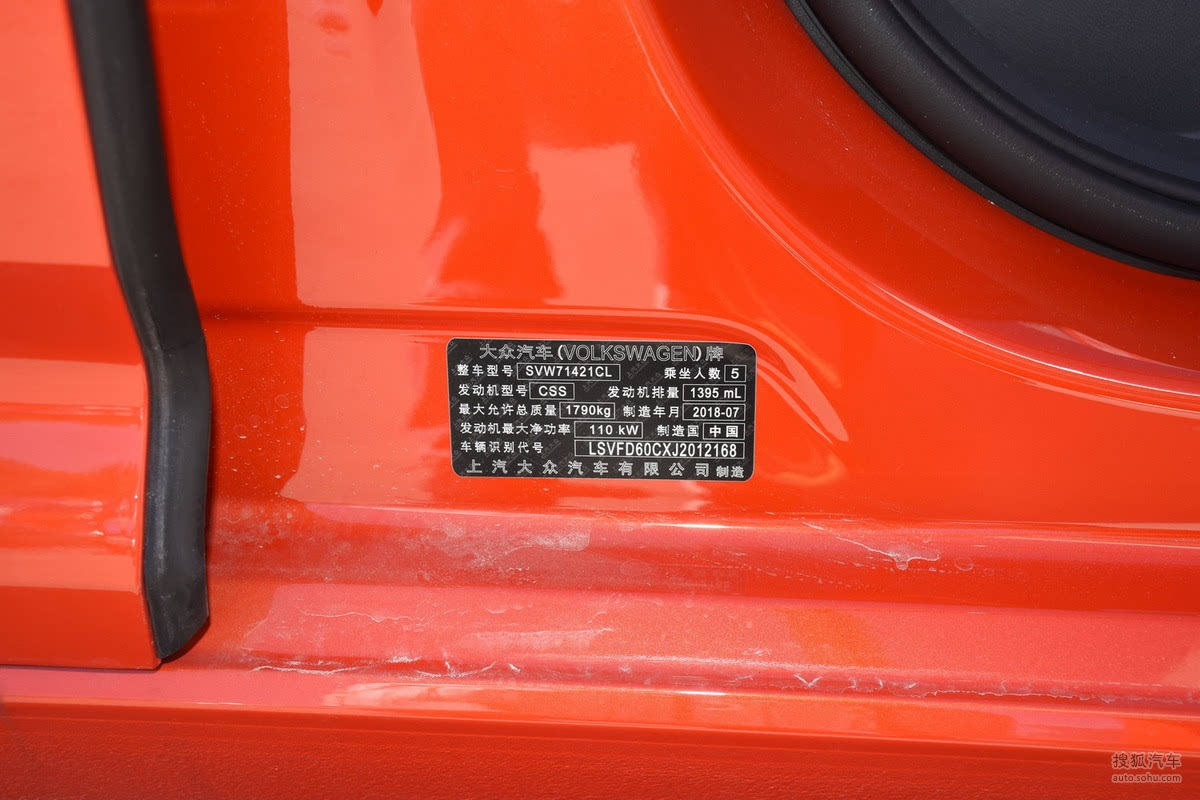 大众汽车(VOLKSWAGEN)牌
整车型号 SVW71421CL 乘坐人数 5
发动机型号 CSS 发动机排量 1395 mL
最大允许总质量 1790kg 制造年月 2018-07
发动机最大净功率 110 kW 制造国 中国
车辆识别代号 LSVFD60CXJ2012168
上汽大众汽车有限公司 制造
搜狐汽车
auto.sohu.com